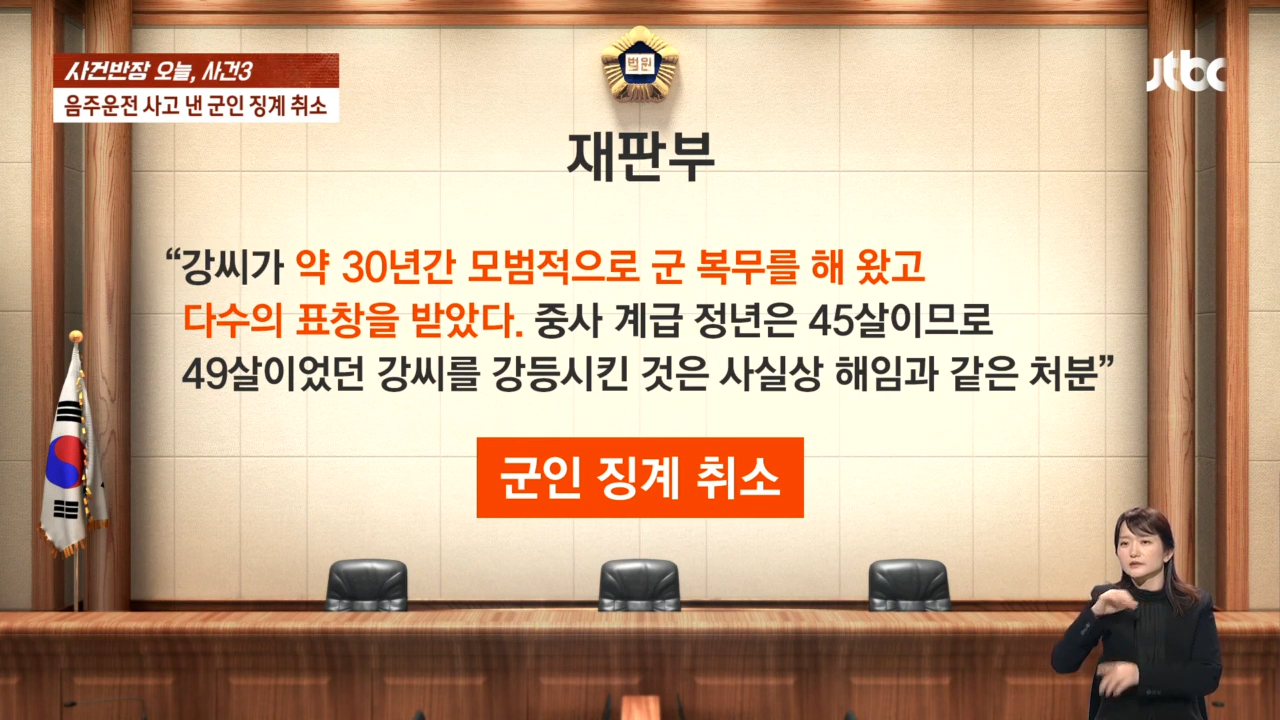 사건반장 오늘, 사건3
음주운전 사고 낸 군인 징계 취소
법원
jtbc
재판부
“강씨가 약 30년간 모범적으로 군 복무를 해 왔고
다수의 표창을 받았다. 중사 계급 정년은 45살이므로
49살이었던 강씨를 강등시킨 것은 사실상 해임과 같은 처분”
군인 징계 취소